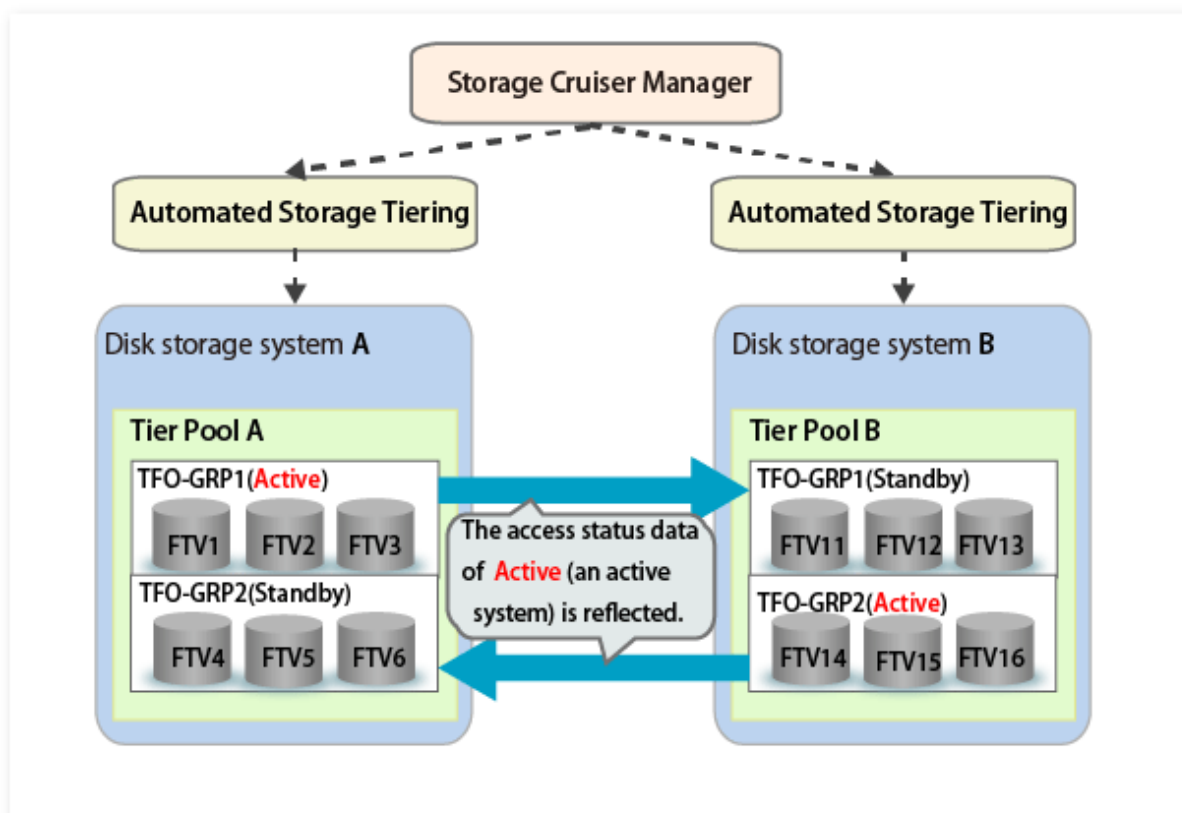 Storage Cruiser Manager
Automated Storage Tiering
Automated Storage Tiering
Disk storage system A
Disk storage system B
Tier Pool A
Tier Pool B
TFO-GRP1(Active)
FTV1 FTV2 FTV3
TFO-GRP2(Standby)
FTV4 FTV5 FTV6
The access status data
of Active (an active
system) is reflected.
TFO-GRP1(Standby)
FTV11 FTV12 FTV13
TFO-GRP2(Active)
FTV14 FTV15 FTV16